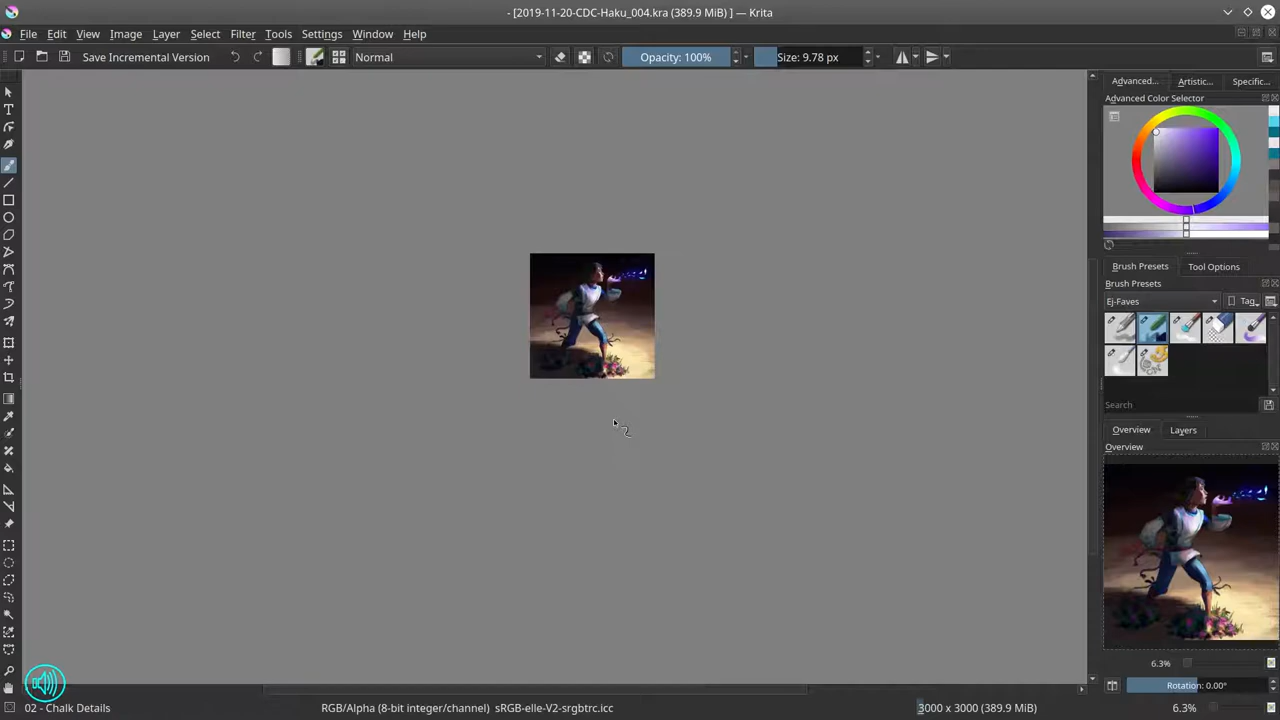 - [2019-11-20-CDC-Haku_004.kra (389.9 MiB) ] — Krita
File Edit View Image Layer Select Filter Tools Settings Window Help
Save Incremental Version
Normal
Opacity: 100%
Size: 9.78 px
Advanced... Artistic... Specific...
Advanced Color Selector
Brush Presets Tool Options
Brush Presets
Ej-Faves
Tag
Search
Overview Layers
Overview
6.3%
Rotation: 0.00°
02 - Chalk Details
RGB/Alpha (8-bit integer/channel) sRGB-elle-V2-srgbtrc.icc
3000 x 3000 (389.9 MiB)
6.3%